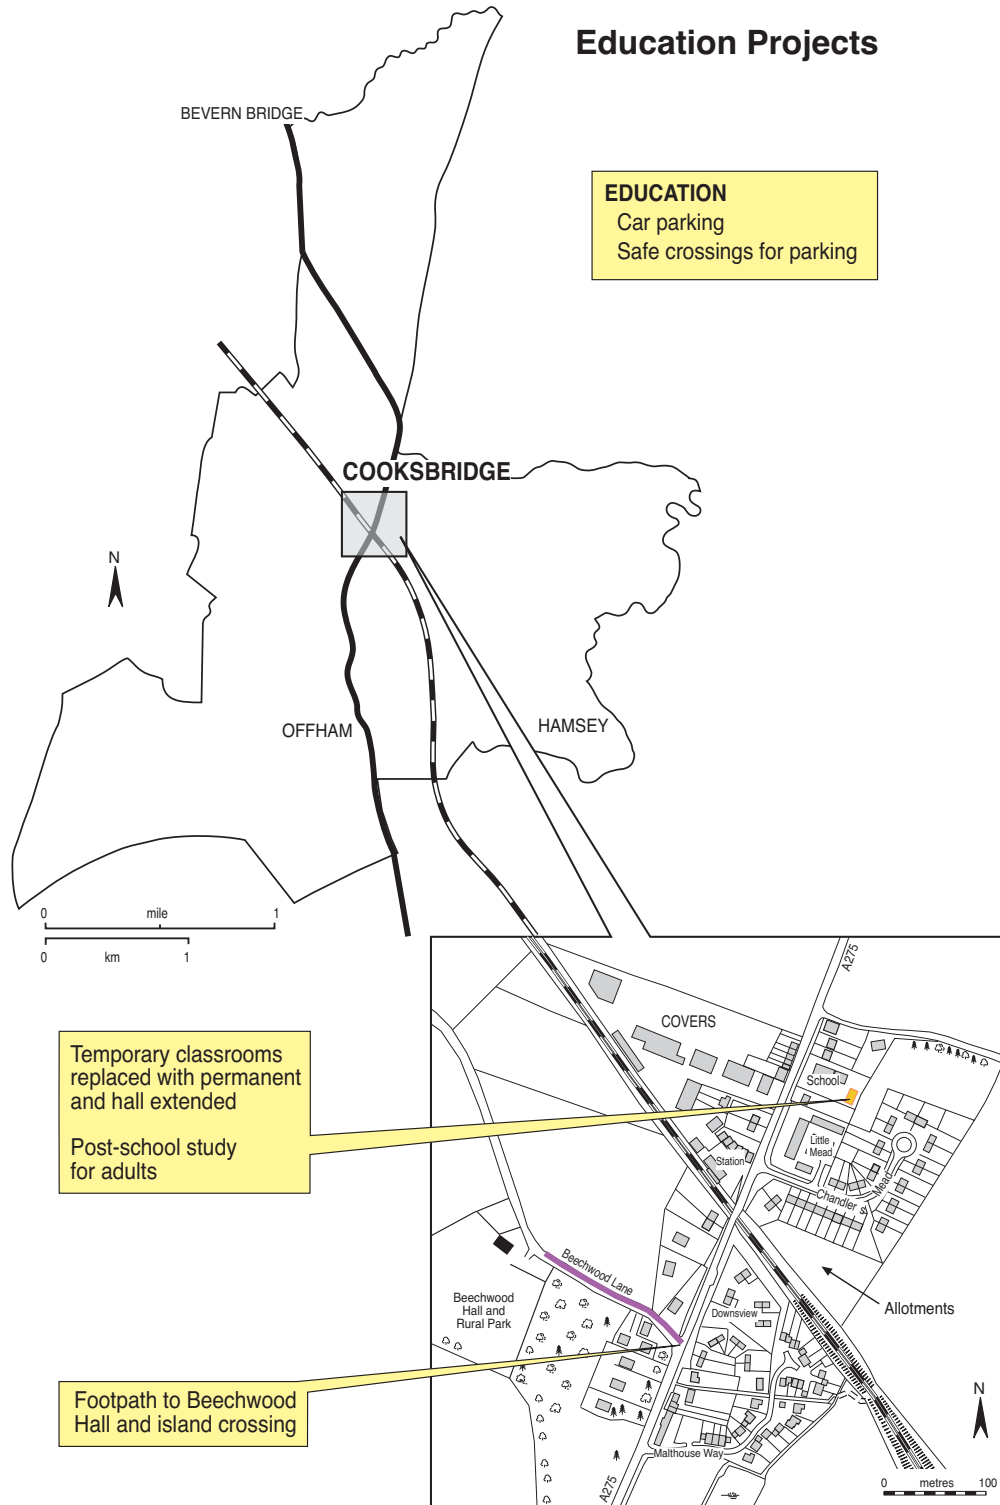 Education Projects
BEVERN BRIDGE
EDUCATION
Car parking
Safe crossings for parking
COOKSBRIDGE
N
OFFHAM
HAMSEY
0 mile 1
0 km 1
A275
COVERS
Temporary classrooms
replaced with permanent
and hall extended
Post-school study
for adults
School
Little
Mead
Station
Chandler s Mead
Beechwood Lane
Beechwood
Hall and
Rural Park
Allotments
Downsview
Footpath to Beechwood
Hall and island crossing
N
Malthouse Way
A275
0 metres 100